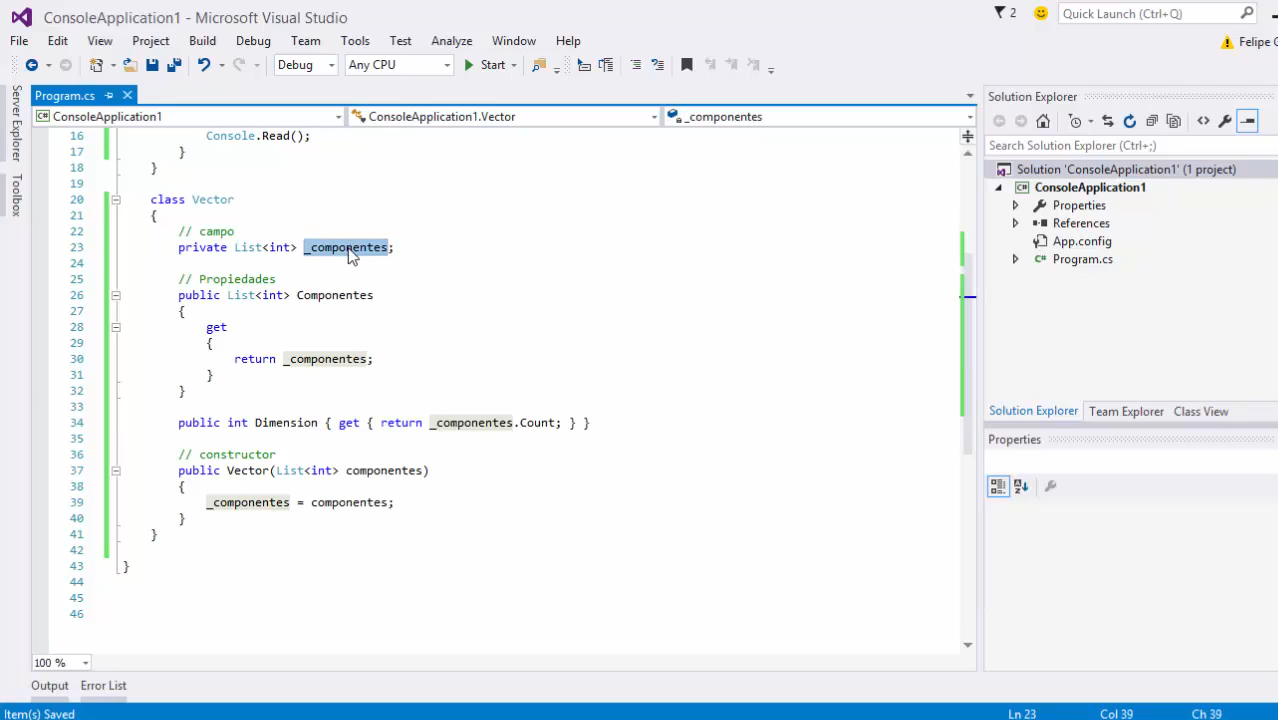 ConsoleApplication1 - Microsoft Visual Studio
2
Quick Launch (Ctrl+Q)
File Edit View Project Build Debug Team Tools Test Analyze Window Help
Felipe G
Debug Any CPU Start
Server Explorer
Toolbox
Program.cs
ConsoleApplication1 ConsoleApplication1.Vector _componentes
16 Console.Read();
17 }
18 }
19
20 class Vector
21 {
22 // campo
23 private List<int> _componentes;
24
25 // Propiedades
26 public List<int> Componentes
27 {
28 get
29 {
30 return _componentes;
31 }
32 }
33
34 public int Dimension { get { return _componentes.Count; } }
35
36 // constructor
37 public Vector(List<int> componentes)
38 {
39 _componentes = componentes;
40 }
41 }
42
43 }
44
45
46
100 %
Solution Explorer
Search Solution Explorer (Ctrl+;)
Solution 'ConsoleApplication1' (1 project)
C# ConsoleApplication1
Properties
References
App.config
C# Program.cs
Solution Explorer Team Explorer Class View
Properties
Output Error List
Item(s) Saved Ln 23 Col 39 Ch 39